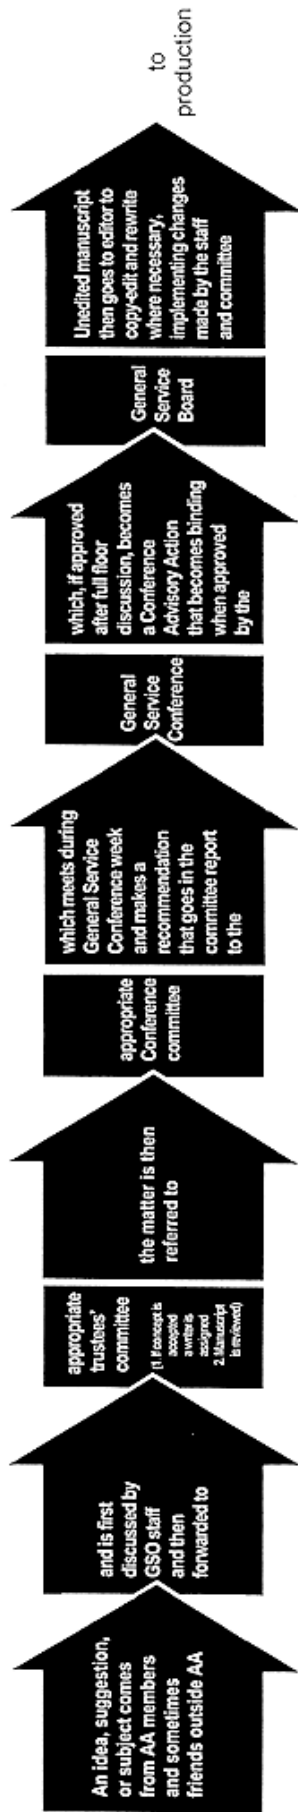 An idea, suggestion,
or subject comes
from AA members
and sometimes
friends outside AA
and is first
discussed by
GSO staff
and then
forwarded to
appropriate
trustees'
committee
(1. If concept is
accepted
a writer is
assigned
2. Manuscript
is reviewed)
the matter is then
referred to
appropriate
Conference
committee
which meets during
General Service
Conference week
and makes a
recommendation
that goes in the
committee report
to the
General
Service
Conference
which, if approved
after full floor
discussion, becomes
a Conference
Advisory Action
that becomes binding
when approved
by the
General
Service
Board
Unedited manuscript
then goes to editor to
copy-edit and rewrite
where necessary,
implementing changes
made by the staff
and committee
to
production